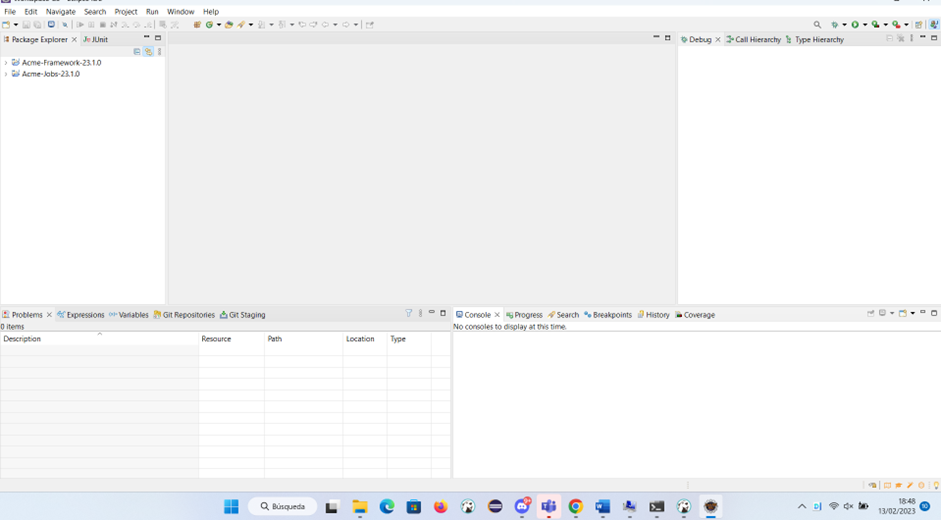 File Edit Navigate Search Project Run Window Help
Package Explorer JUnit
Debug Call Hierarchy Type Hierarchy
Acme-Framework-23.1.0
Acme-Jobs-23.1.0
Problems Expressions Variables Git Repositories Git Staging
Console Progress Search Breakpoints History Coverage
0 items
No consoles to display at this time.
Description Resource Path Location Type
Búsqueda
18:48
13/02/2023